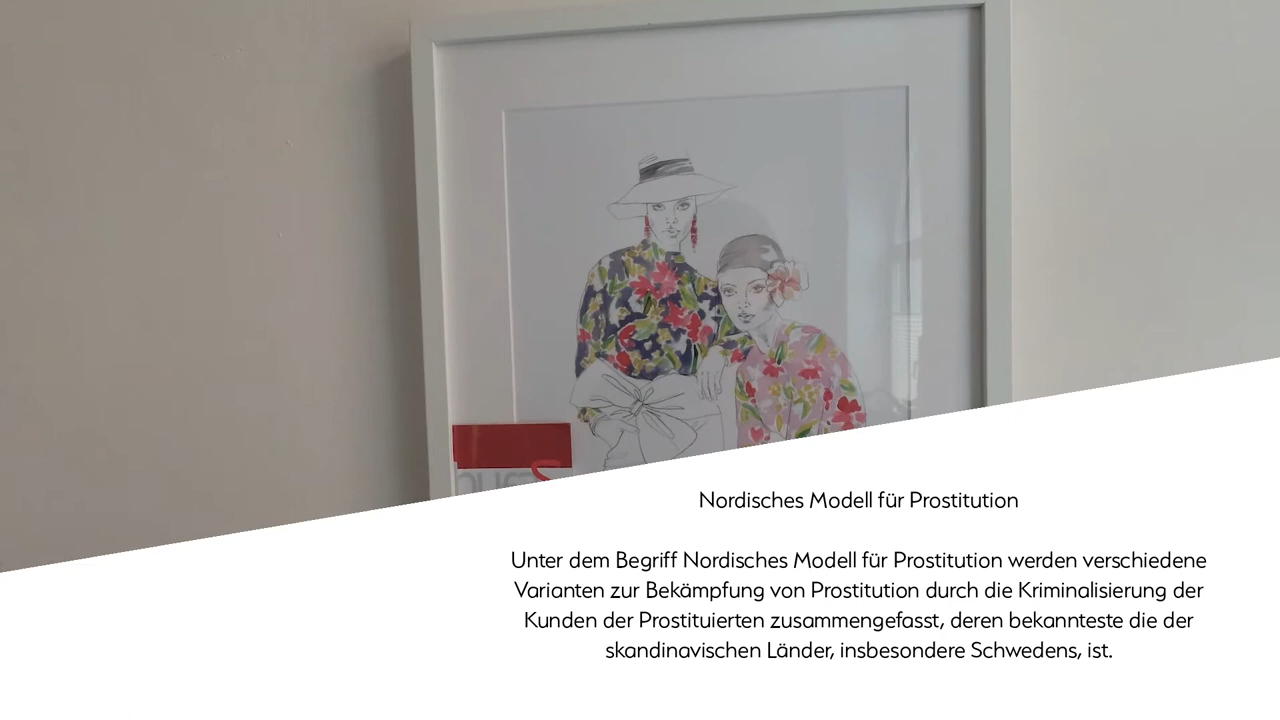 Nordisches Modell für Prostitution
Unter dem Begriff Nordisches Modell für Prostitution werden verschiedene
Varianten zur Bekämpfung von Prostitution durch die Kriminalisierung der
Kunden der Prostituierten zusammengefasst, deren bekannteste die der
skandinavischen Länder, insbesondere Schwedens, ist.